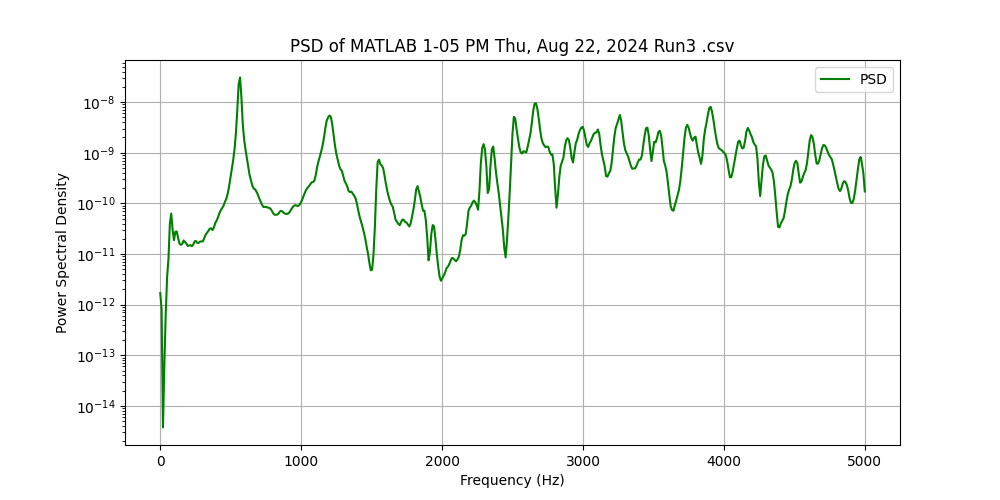 PSD of MATLAB 1-05 PM Thu, Aug 22, 2024 Run3 .csv
PSD
10⁻⁸
10⁻⁹
10⁻¹⁰
10⁻¹¹
10⁻¹²
10⁻¹³
10⁻¹⁴
Power Spectral Density
0 1000 2000 3000 4000 5000
Frequency (Hz)